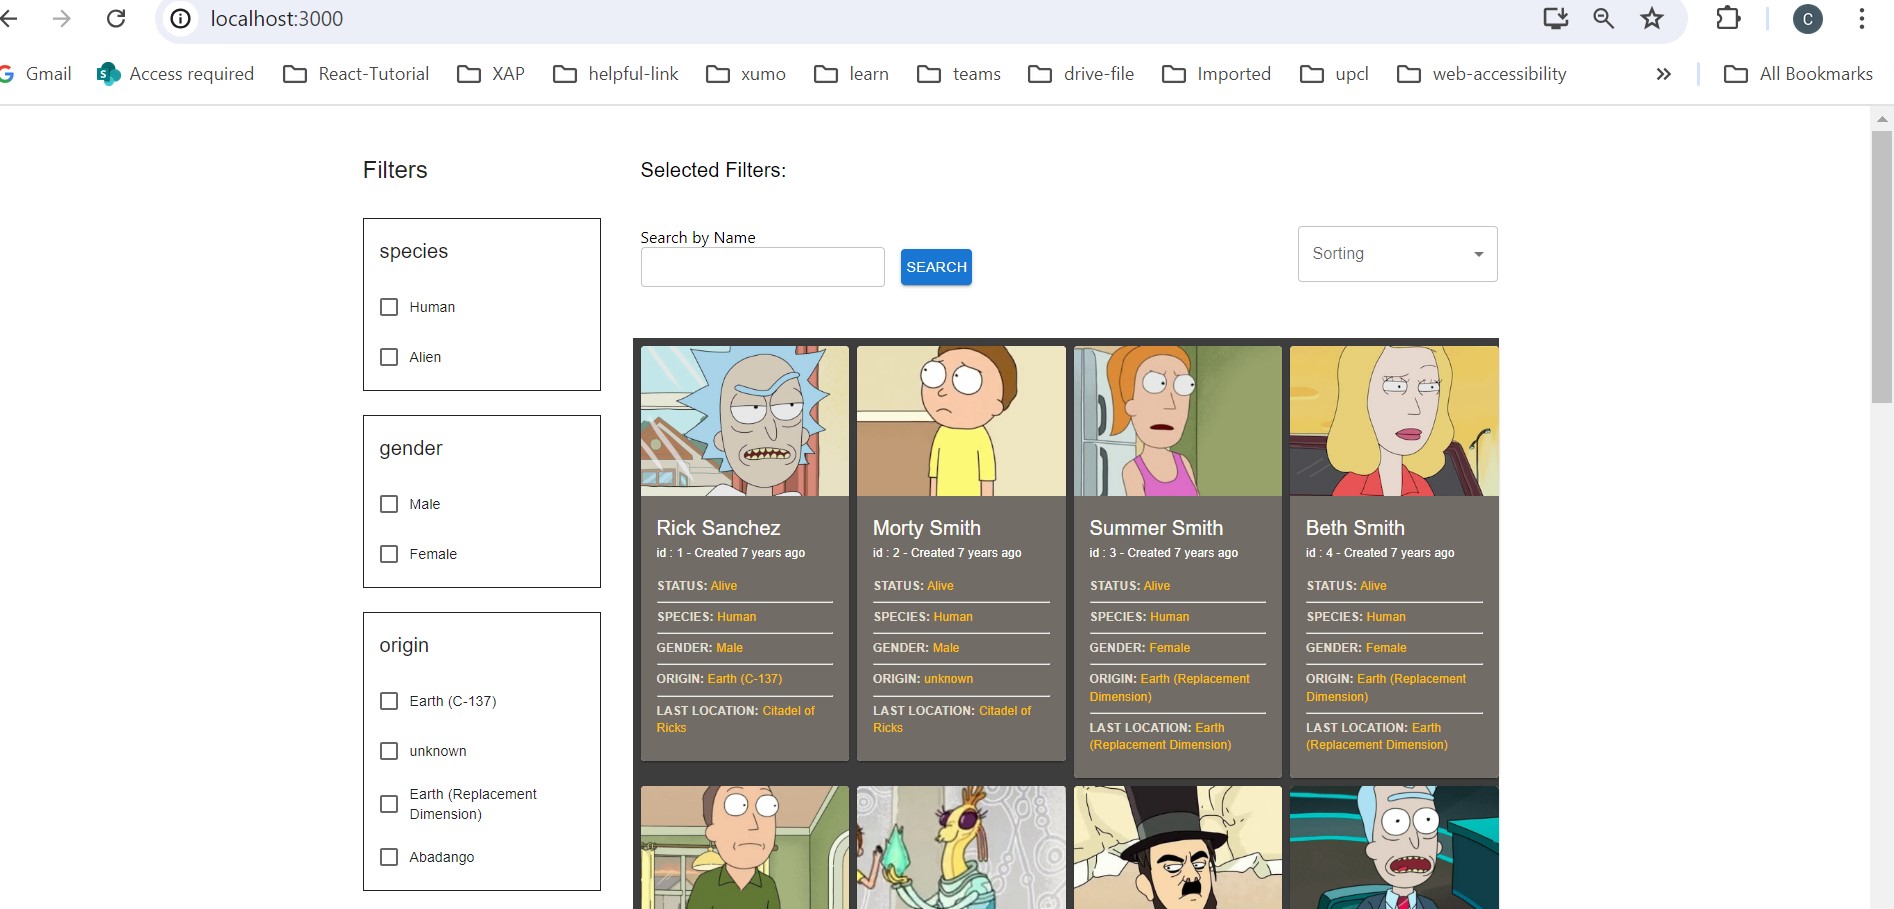 localhost:3000
C
Gmail
Access required
React-Tutorial
XAP
helpful-link
xumo
learn
teams
drive-file
Imported
upcl
web-accessibility
All Bookmarks
Filters
species
Human
Alien
gender
Male
Female
origin
Earth (C-137)
unknown
Earth (Replacement
Dimension)
Abadango
Selected Filters:
Search by Name
SEARCH
Sorting
Rick Sanchez
id : 1 - Created 7 years ago
STATUS: Alive
SPECIES: Human
GENDER: Male
ORIGIN: Earth (C-137)
LAST LOCATION: Citadel of
Ricks
Morty Smith
id : 2 - Created 7 years ago
STATUS: Alive
SPECIES: Human
GENDER: Male
ORIGIN: unknown
LAST LOCATION: Citadel of
Ricks
Summer Smith
id : 3 - Created 7 years ago
STATUS: Alive
SPECIES: Human
GENDER: Female
ORIGIN: Earth (Replacement
Dimension)
LAST LOCATION: Earth
(Replacement Dimension)
Beth Smith
id : 4 - Created 7 years ago
STATUS: Alive
SPECIES: Human
GENDER: Female
ORIGIN: Earth (Replacement
Dimension)
LAST LOCATION: Earth
(Replacement Dimension)